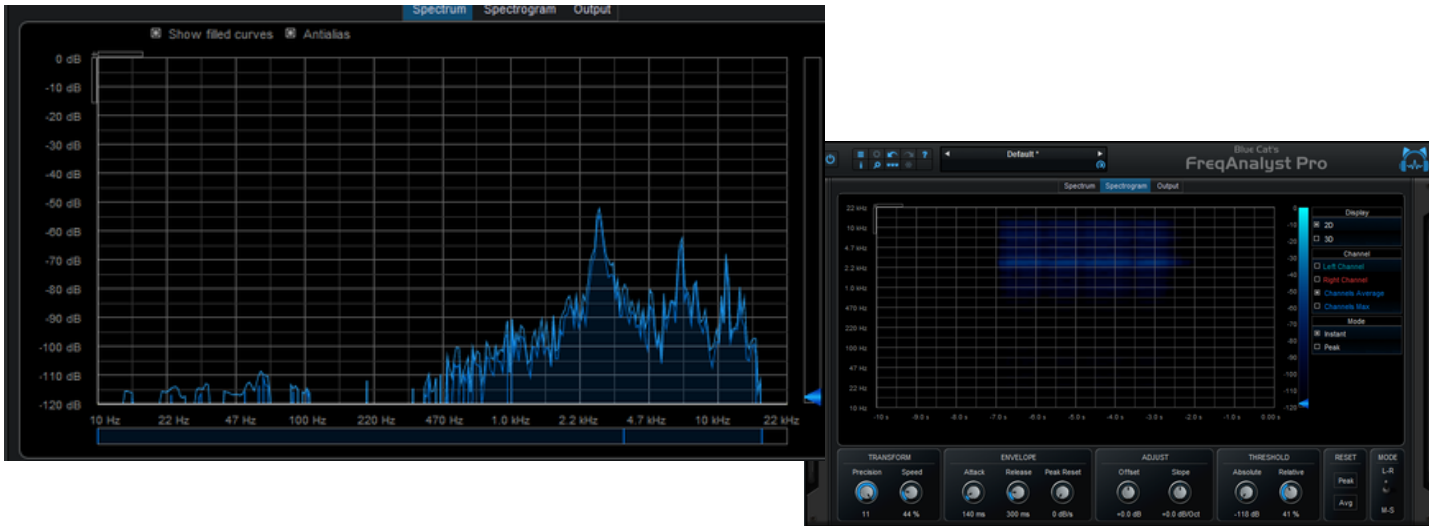 Spectrum Spectrogram Output
Show filled curves Antialias
0 dB
-10 dB
-20 dB
-30 dB
-40 dB
-50 dB
-60 dB
-70 dB
-80 dB
-90 dB
-100 dB
-110 dB
-120 dB
10 Hz 22 Hz 47 Hz 100 Hz 220 Hz 470 Hz 1.0 kHz 2.2 kHz 4.7 kHz 10 kHz 22 kHz
Default *
Blue Cat's
FreqAnalyst Pro
Spectrum Spectrogram Output
22 kHz
10 kHz
4.7 kHz
2.2 kHz
1.0 kHz
470 Hz
220 Hz
100 Hz
47 Hz
22 Hz
10 Hz
-10.0 s -9.0 s -8.0 s -7.0 s -6.0 s -5.0 s -4.0 s -3.0 s -2.0 s -1.0 s 0.00 s
0
-10
-20
-30
-40
-50
-60
-70
-80
-90
-100
-110
-120
Display
2D
3D
Channel
Left Channel
Right Channel
Channels Average
Channels Max
Mode
Instant
Peak
TRANSFORM ENVELOPE ADJUST THRESHOLD RESET MODE
Precision Speed Attack Release Peak Reset Offset Slope Absolute Relative L-R
Peak
Avg
M-S
11 44 % 140 ms 300 ms 0 dB/s +0.0 dB +0.0 dB/Oct -118 dB 41 %